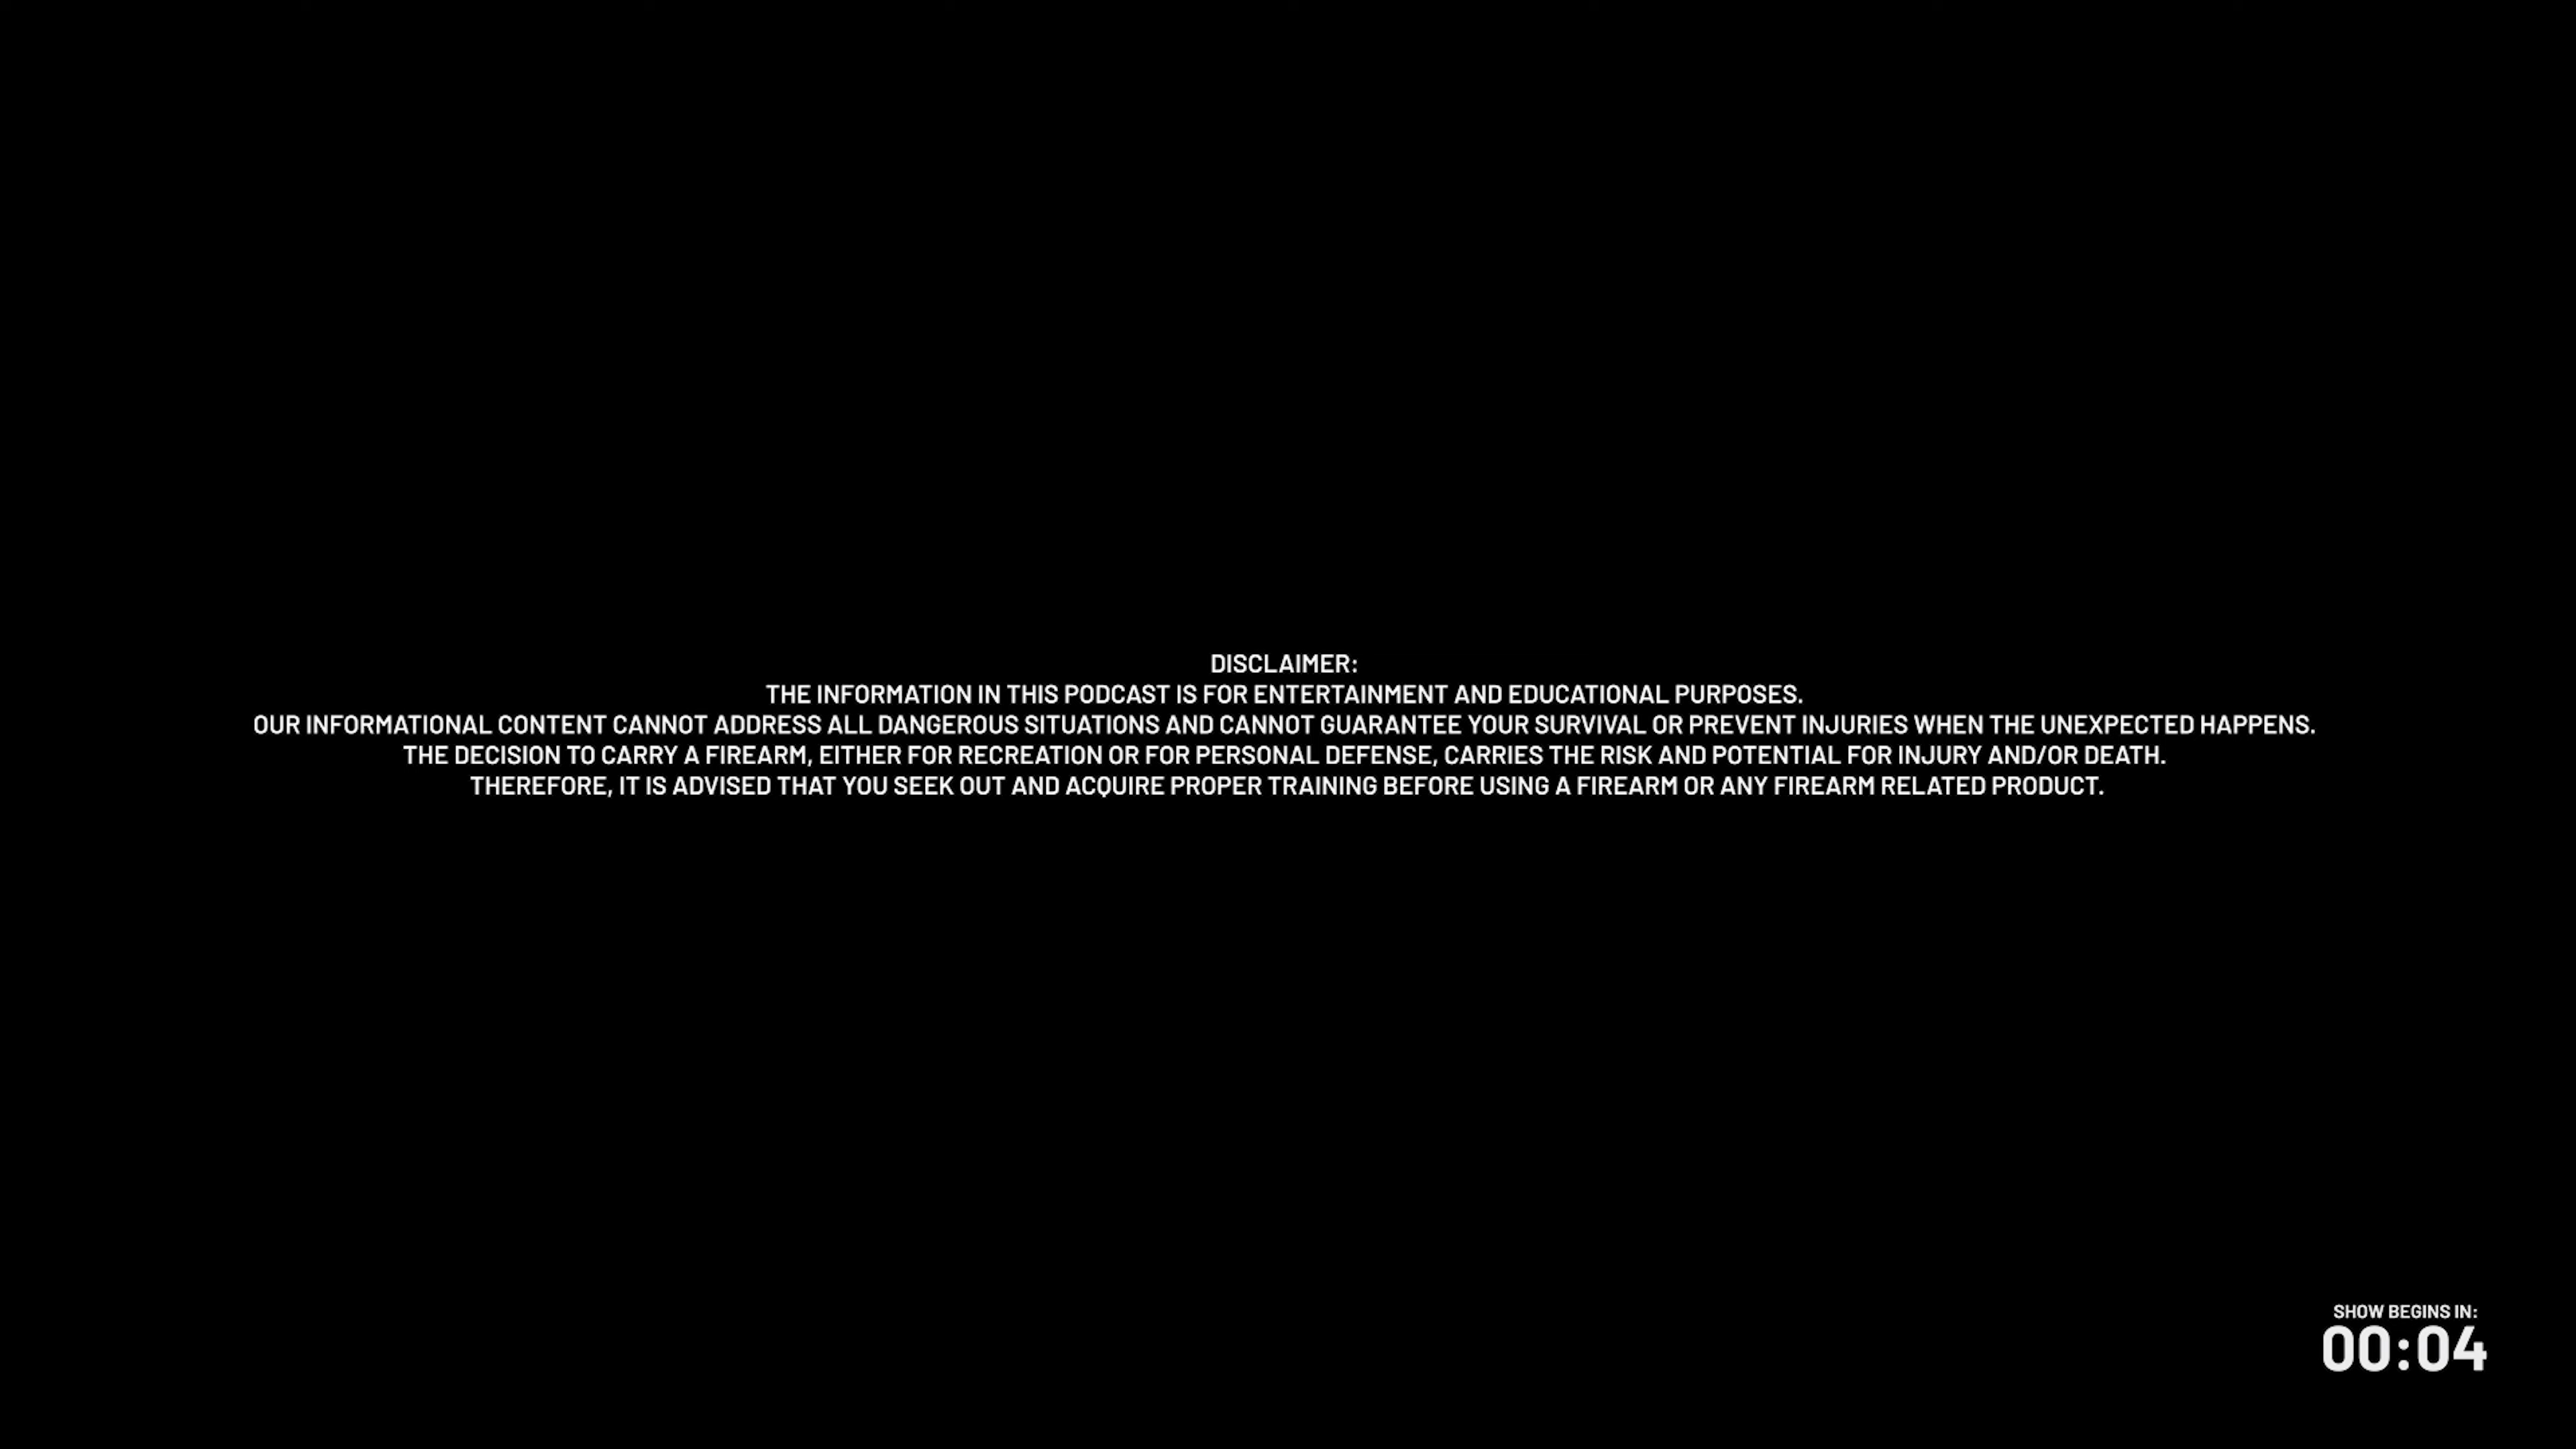 DISCLAIMER:
THE INFORMATION IN THIS PODCAST IS FOR ENTERTAINMENT AND EDUCATIONAL PURPOSES.
OUR INFORMATIONAL CONTENT CANNOT ADDRESS ALL DANGEROUS SITUATIONS AND CANNOT GUARANTEE YOUR SURVIVAL OR PREVENT INJURIES WHEN THE UNEXPECTED HAPPENS.
THE DECISION TO CARRY A FIREARM, EITHER FOR RECREATION OR FOR PERSONAL DEFENSE, CARRIES THE RISK AND POTENTIAL FOR INJURY AND/OR DEATH.
THEREFORE, IT IS ADVISED THAT YOU SEEK OUT AND ACQUIRE PROPER TRAINING BEFORE USING A FIREARM OR ANY FIREARM RELATED PRODUCT.
SHOW BEGINS IN:
00:04